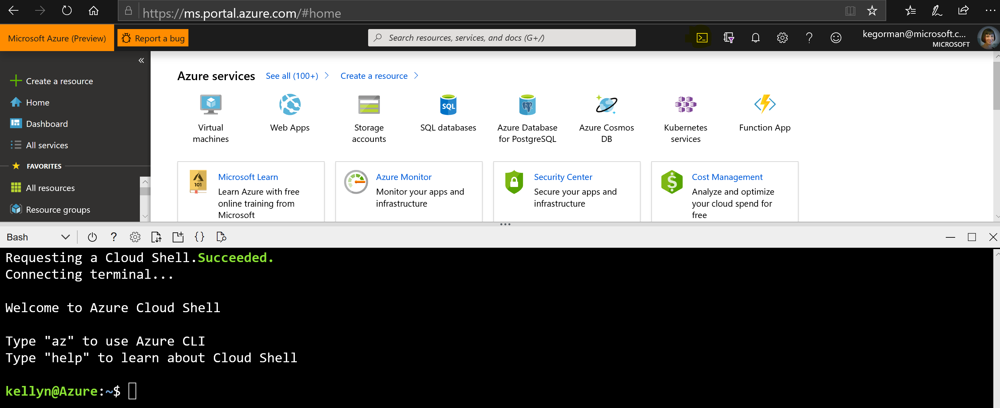 https://ms.portal.azure.com/#home
Microsoft Azure (Preview)
Report a bug
Search resources, services, and docs (G+/)
kegorman@microsoft.c...
MICROSOFT
Create a resource
Home
Dashboard
All services
FAVORITES
All resources
Resource groups
Azure services
See all (100+)
Create a resource
Virtual
machines
Web Apps
Storage
accounts
SQL
SQL databases
Azure Database
for PostgreSQL
Azure Cosmos
DB
Kubernetes
services
Function App
101
Microsoft Learn
Learn Azure with free
online training from
Microsoft
Azure Monitor
Monitor your apps and
infrastructure
Security Center
Secure your apps and
infrastructure
Cost Management
Analyze and optimize
your cloud spend for
free
Bash
Requesting a Cloud Shell.Succeeded.
Connecting terminal...
Welcome to Azure Cloud Shell
Type "az" to use Azure CLI
Type "help" to learn about Cloud Shell
kellyn@Azure:~$